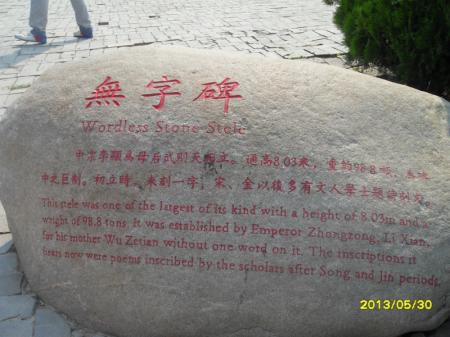 無字碑
Wordless Stone Stele
中宗李顯爲母后武則天所立。通高8.03米，重約98.8噸，爲碑
中之巨制。初立時，未刻一字；宋、金以後多有文人學士題詩刻文。
This stele was one of the largest of its kind with a height of 8.03m and a
weight of 98.8 tons. It was established by Emperor Zhongzong, Li Xian,
for his mother Wu Zetian without one word on it. The inscriptions it
bears now were poems inscribed by the scholars after Song and Jin periods.
2013/05/30